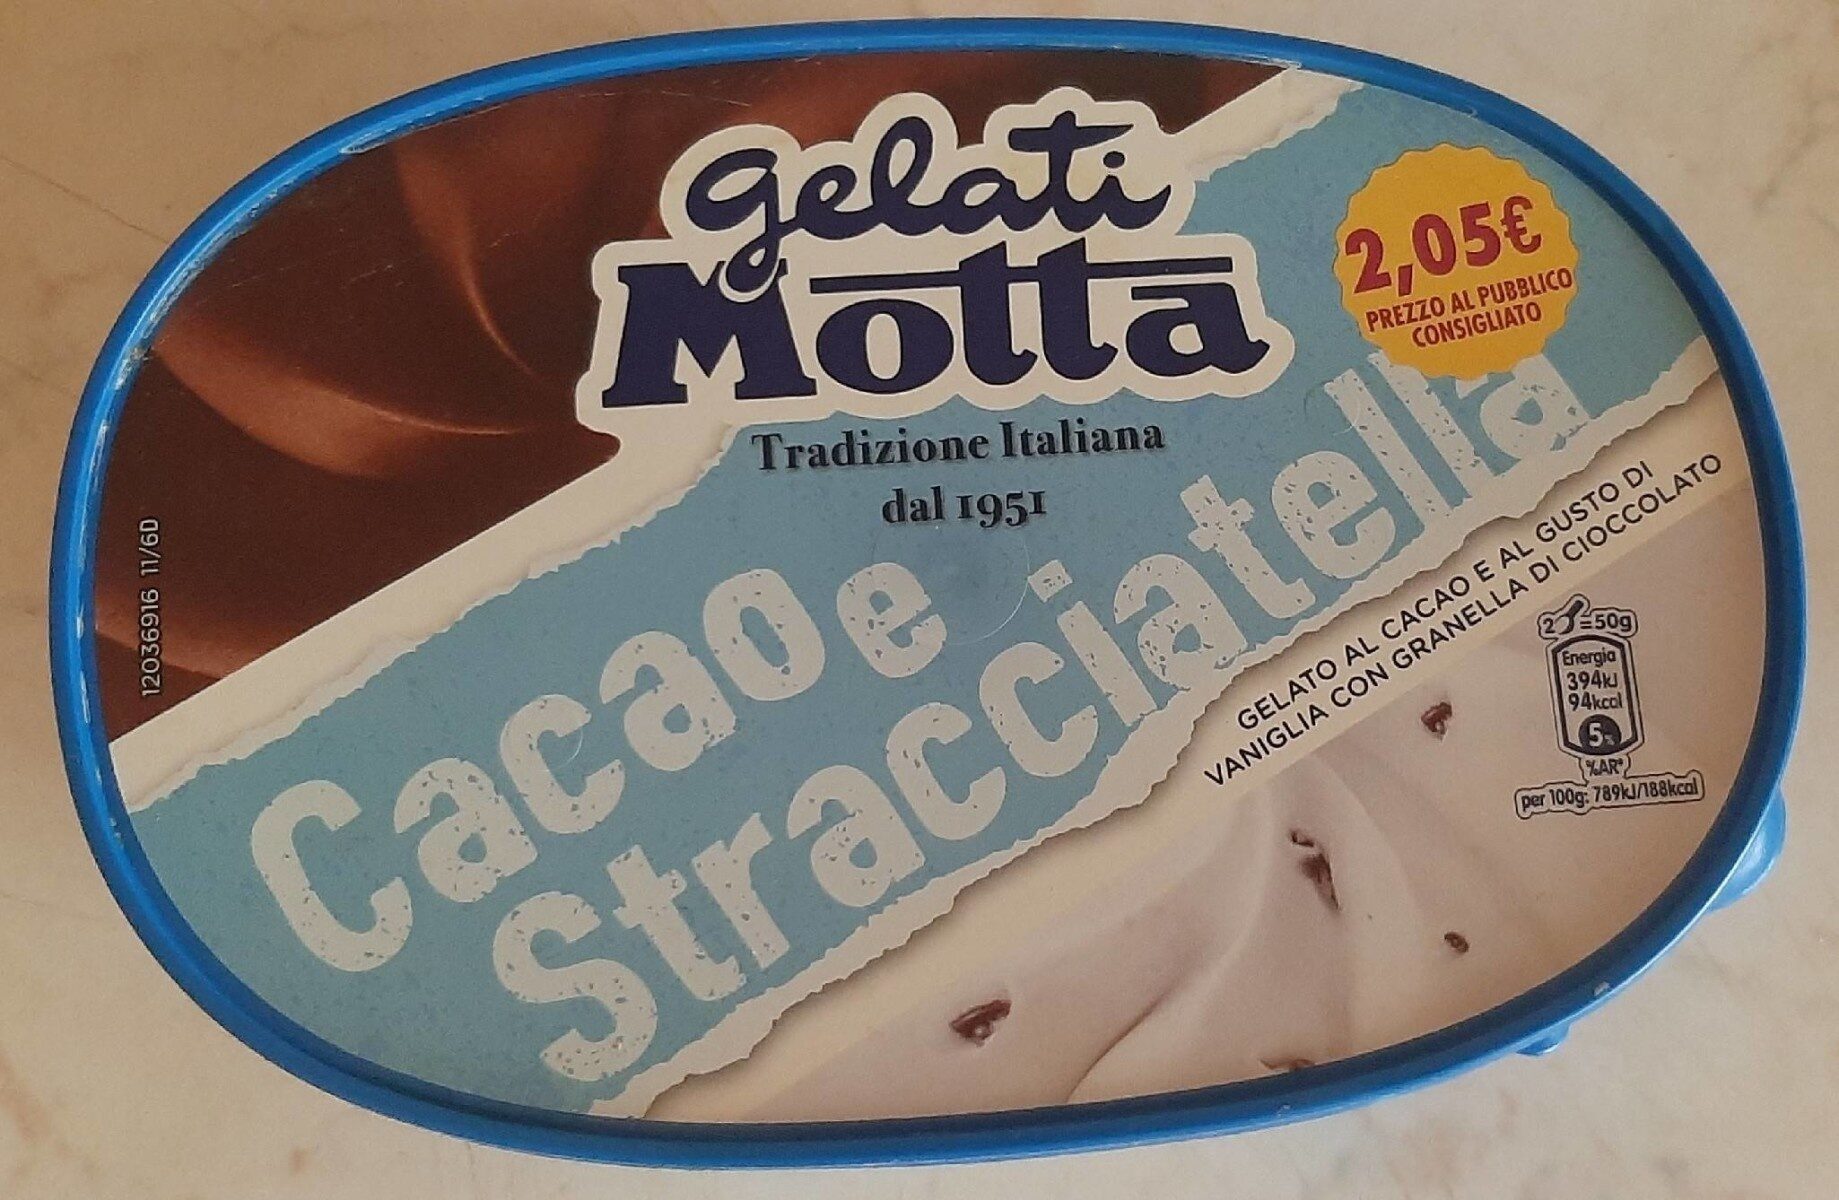 gelati
Motta
Tradizione Italiana
dal 1951
2,05€
PREZZO AL PUBBLICO
CONSIGLIATO
Cacao e
Stracciatella
GELATO AL CACAO E AL GUSTO DI
VANIGLIA CON GRANELLA DI CIOCCOLATO
2 =50g
Energia
394kJ
94kcal
5%
%AR*
per 100g: 789kJ/188kcal
12036916 11/6D